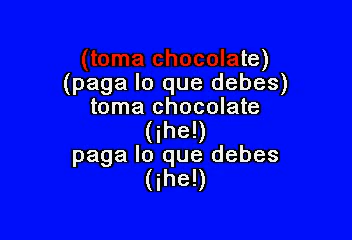 (toma chocolate)
(paga lo que debes)
toma chocolate
(¡he!)
paga lo que debes
(¡he!)